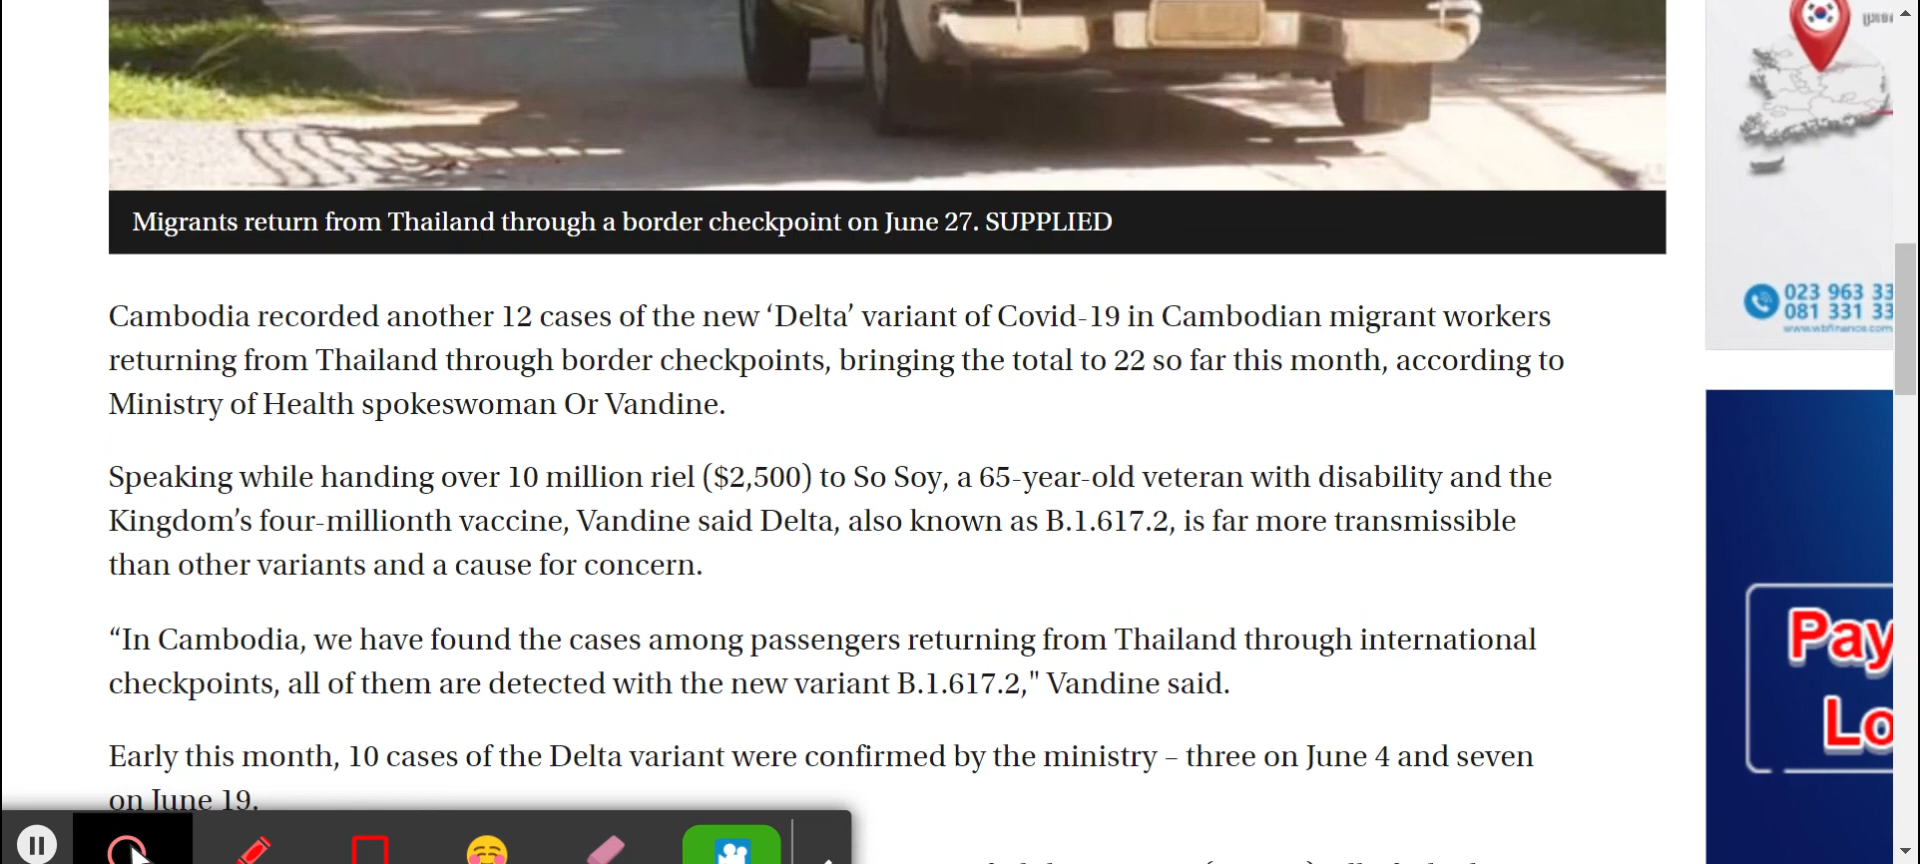 Migrants return from Thailand through a border checkpoint on June 27. SUPPLIED
Cambodia recorded another 12 cases of the new ‘Delta’ variant of Covid-19 in Cambodian migrant workers
returning from Thailand through border checkpoints, bringing the total to 22 so far this month, according to
Ministry of Health spokeswoman Or Vandine.
Speaking while handing over 10 million riel ($2,500) to So Soy, a 65-year-old veteran with disability and the
Kingdom’s four-millionth vaccine, Vandine said Delta, also known as B.1.617.2, is far more transmissible
than other variants and a cause for concern.
“In Cambodia, we have found the cases among passengers returning from Thailand through international
checkpoints, all of them are detected with the new variant B.1.617.2," Vandine said.
Early this month, 10 cases of the Delta variant were confirmed by the ministry – three on June 4 and seven
on June 19.
023 963 33
081 331 33
www.wbfinance.com
Pay
Lo